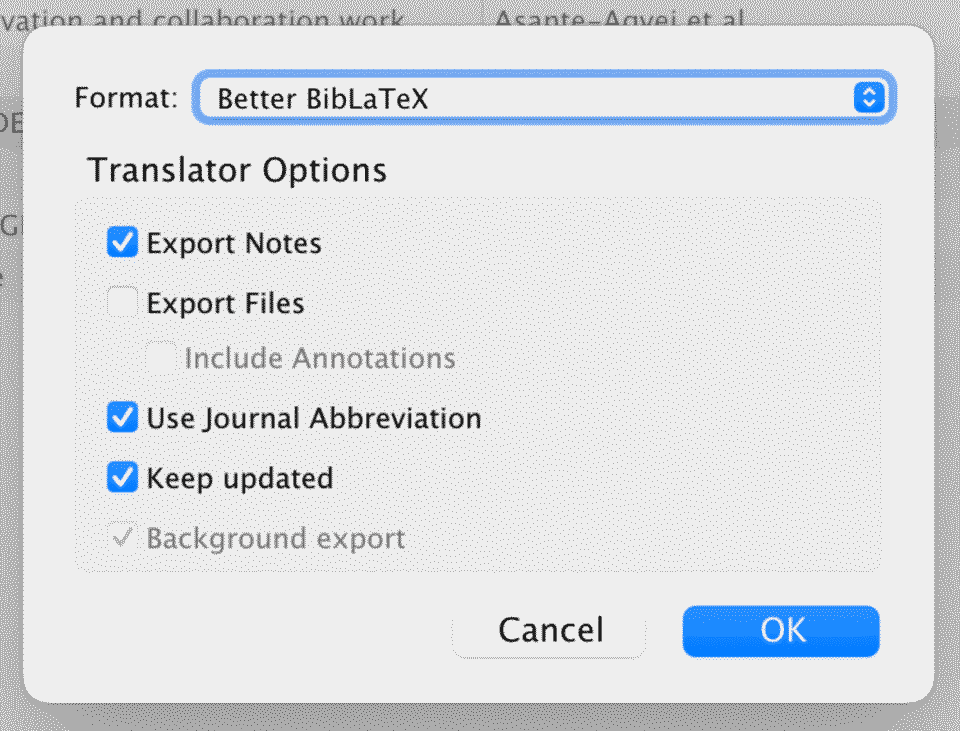 vation and collaboration work
Asante-Agyei et al
DE
Format: Better BibLaTeX
Translator Options
Export Notes
Export Files
Include Annotations
Use Journal Abbreviation
Keep updated
Background export
Cancel OK